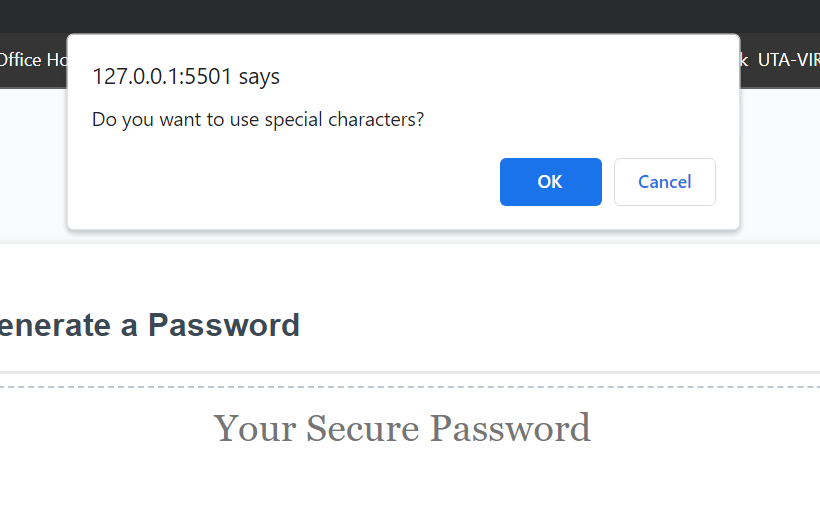 Office Ho
k UTA-VIR
127.0.0.1:5501 says
Do you want to use special characters?
OK Cancel
enerate a Password
Your Secure Password